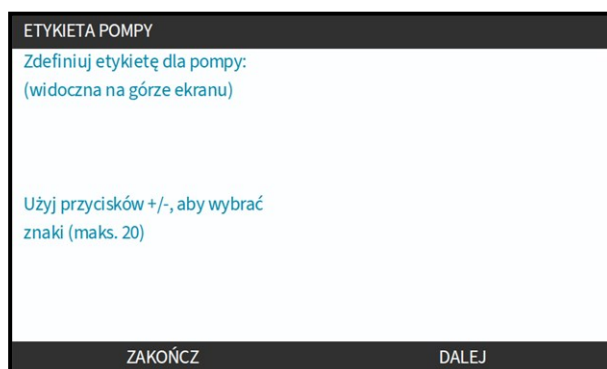 ETYKIETA POMPY
Zdefiniuj etykietę dla pompy:
(widoczna na górze ekranu)
Użyj przycisków +/-, aby wybrać
znaki (maks. 20)
ZAKOŃCZ DALEJ